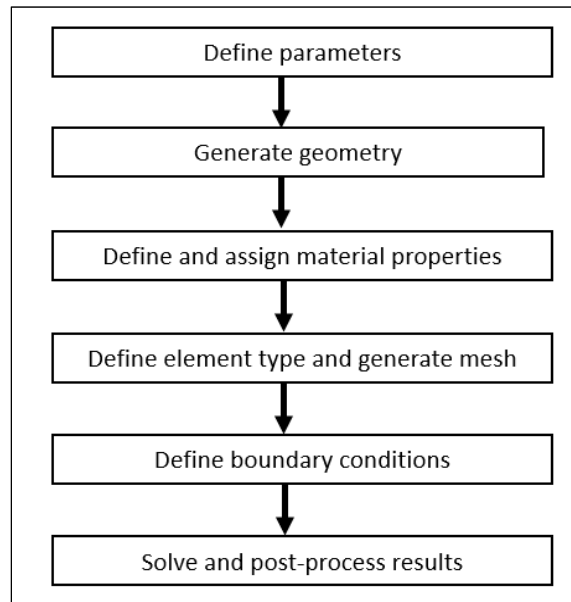 Define parameters
Generate geometry
Define and assign material properties
Define element type and generate mesh
Define boundary conditions
Solve and post-process results